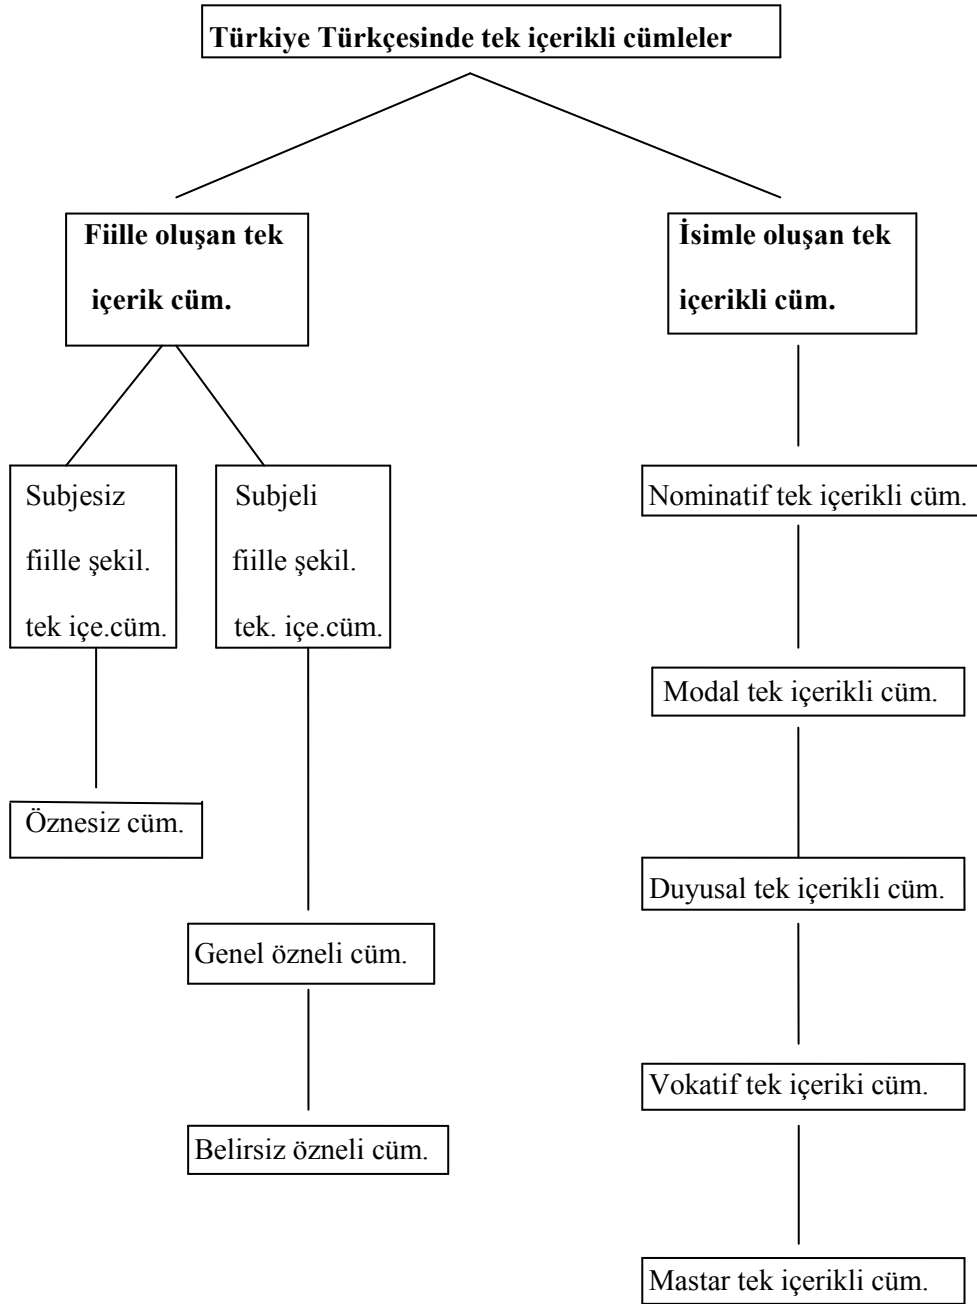 Türkiye Türkçesinde tek içerikli cümleler
Fiille oluşan tek
içerik cüm.
İsimle oluşan tek
içerikli cüm.
Subjesiz
fiille şekil.
tek içe.cüm.
Subjeli
fiille şekil.
tek. içe.cüm.
Nominatif tek içerikli cüm.
Modal tek içerikli cüm.
Öznesiz cüm.
Duyusal tek içerikli cüm.
Genel özneli cüm.
Vokatif tek içeriki cüm.
Belirsiz özneli cüm.
Mastar tek içerikli cüm.